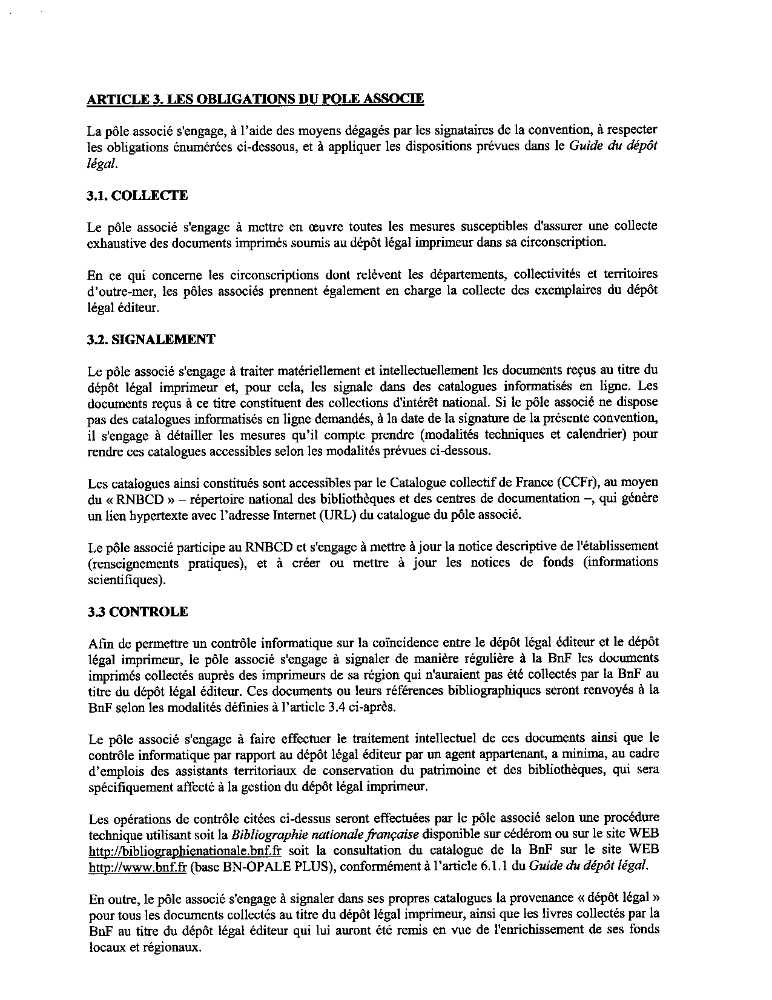 ARTICLE 3. LES OBLIGATIONS DU POLE ASSOCIE
La pôle associé s'engage, à l'aide des moyens dégagés par les signataires de la convention, à respecter
les obligations énumérées ci-dessous, et à appliquer les dispositions prévues dans le Guide du dépôt
légal.
3.1. COLLECTE
Le pôle associé s'engage à mettre en œuvre toutes les mesures susceptibles d'assurer une collecte
exhaustive des documents imprimés soumis au dépôt légal imprimeur dans sa circonscription.
En ce qui concerne les circonscriptions dont relèvent les départements, collectivités et territoires
d'outre-mer, les pôles associés prennent également en charge la collecte des exemplaires du dépôt
légal éditeur.
3.2. SIGNALEMENT
Le pôle associé s'engage à traiter matériellement et intellectuellement les documents reçus au titre du
dépôt légal imprimeur et, pour cela, les signale dans des catalogues informatisés en ligne. Les
documents reçus à ce titre constituent des collections d'intérêt national. Si le pôle associé ne dispose
pas des catalogues informatisés en ligne demandés, à la date de la signature de la présente convention,
il s'engage à détailler les mesures qu'il compte prendre (modalités techniques et calendrier) pour
rendre ces catalogues accessibles selon les modalités prévues ci-dessous.
Les catalogues ainsi constitués sont accessibles par le Catalogue collectif de France (CCFr), au moyen
du « RNBCD » – répertoire national des bibliothèques et des centres de documentation –, qui génère
un lien hypertexte avec l'adresse Internet (URL) du catalogue du pôle associé.
Le pôle associé participe au RNBCD et s'engage à mettre à jour la notice descriptive de l'établissement
(renseignements pratiques), et à créer ou mettre à jour les notices de fonds (informations
scientifiques).
3.3 CONTROLE
Afin de permettre un contrôle informatique sur la coïncidence entre le dépôt légal éditeur et le dépôt
légal imprimeur, le pôle associé s'engage à signaler de manière régulière à la BnF les documents
imprimés collectés auprès des imprimeurs de sa région qui n'auraient pas été collectés par la BnF au
titre du dépôt légal éditeur. Ces documents ou leurs références bibliographiques seront renvoyés à la
BnF selon les modalités définies à l'article 3.4 ci-après.
Le pôle associé s'engage à faire effectuer le traitement intellectuel de ces documents ainsi que le
contrôle informatique par rapport au dépôt légal éditeur par un agent appartenant, a minima, au cadre
d'emplois des assistants territoriaux de conservation du patrimoine et des bibliothèques, qui sera
spécifiquement affecté à la gestion du dépôt légal imprimeur.
Les opérations de contrôle citées ci-dessus seront effectuées par le pôle associé selon une procédure
technique utilisant soit la Bibliographie nationale française disponible sur cédérom ou sur le site WEB
http://bibliographienationale.bnf.fr soit la consultation du catalogue de la BnF sur le site WEB
http://www.bnf.fr (base BN-OPALE PLUS), conformément à l'article 6.1.1 du Guide du dépôt légal.
En outre, le pôle associé s'engage à signaler dans ses propres catalogues la provenance « dépôt légal »
pour tous les documents collectés au titre du dépôt légal imprimeur, ainsi que les livres collectés par la
BnF au titre du dépôt légal éditeur qui lui auront été remis en vue de l'enrichissement de ses fonds
locaux et régionaux.